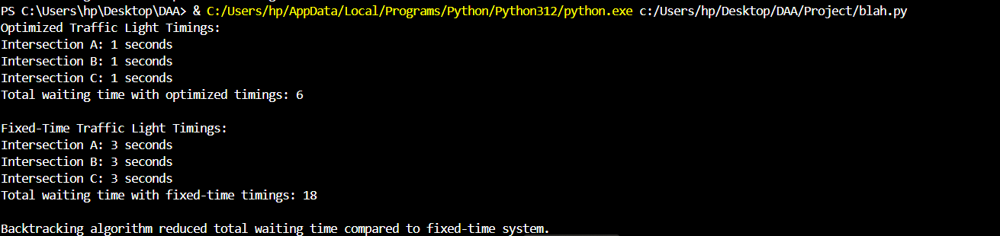 PS C:\Users\hp\Desktop\DAA> & C:/Users/hp/AppData/Local/Programs/Python/Python312/python.exe c:/Users/hp/Desktop/DAA/Project/blah.py
Optimized Traffic Light Timings:
Intersection A: 1 seconds
Intersection B: 1 seconds
Intersection C: 1 seconds
Total waiting time with optimized timings: 6

Fixed-Time Traffic Light Timings:
Intersection A: 3 seconds
Intersection B: 3 seconds
Intersection C: 3 seconds
Total waiting time with fixed-time timings: 18

Backtracking algorithm reduced total waiting time compared to fixed-time system.